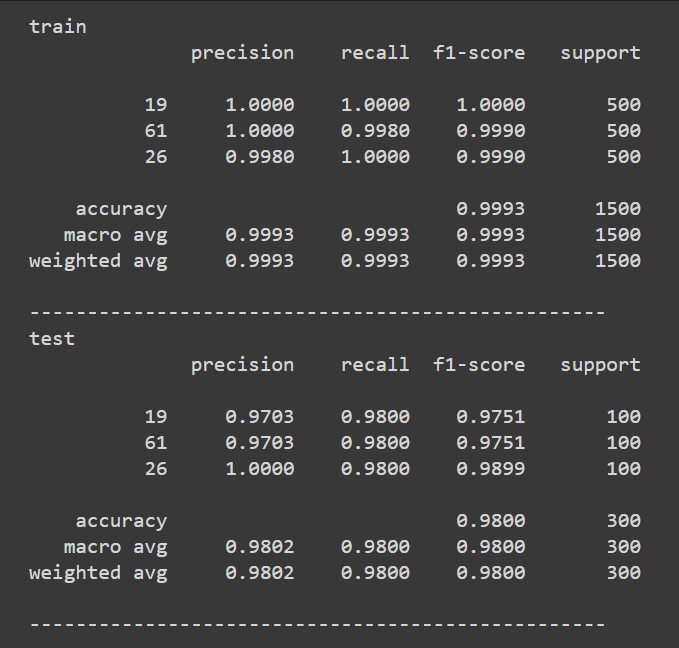 train
precision recall f1-score support
19 1.0000 1.0000 1.0000 500
61 1.0000 0.9980 0.9990 500
26 0.9980 1.0000 0.9990 500
accuracy 0.9993 1500
macro avg 0.9993 0.9993 0.9993 1500
weighted avg 0.9993 0.9993 0.9993 1500
--------------------------------------------------
test
precision recall f1-score support
19 0.9703 0.9800 0.9751 100
61 0.9703 0.9800 0.9751 100
26 1.0000 0.9800 0.9899 100
accuracy 0.9800 300
macro avg 0.9802 0.9800 0.9800 300
weighted avg 0.9802 0.9800 0.9800 300
--------------------------------------------------